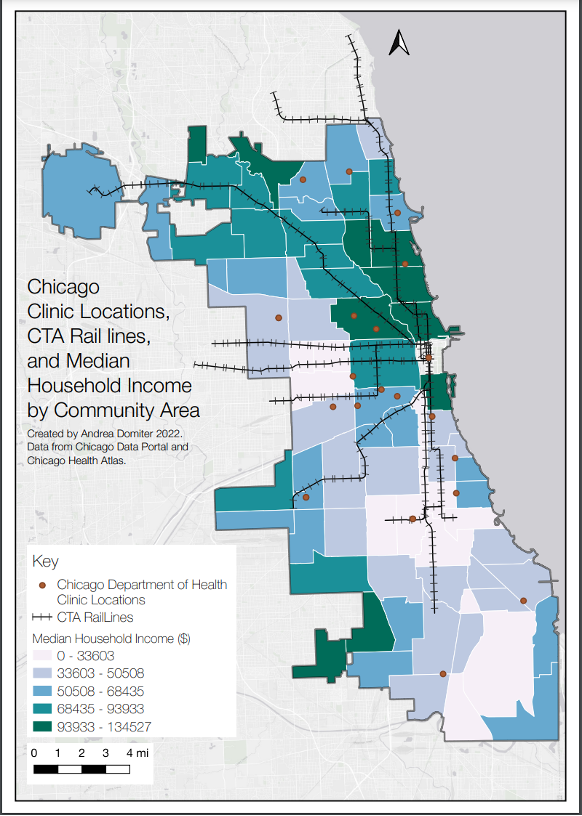 Chicago
Clinic Locations,
CTA Rail lines,
and Median
Household Income
by Community Area
Created by Andrea Domiter 2022.
Data from Chicago Data Portal and
Chicago Health Atlas.
Key
Chicago Department of Health
Clinic Locations
CTA RailLines
Median Household Income ($)
0 - 33603
33603 - 50508
50508 - 68435
68435 - 93933
93933 - 134527
0 1 2 3 4 mi